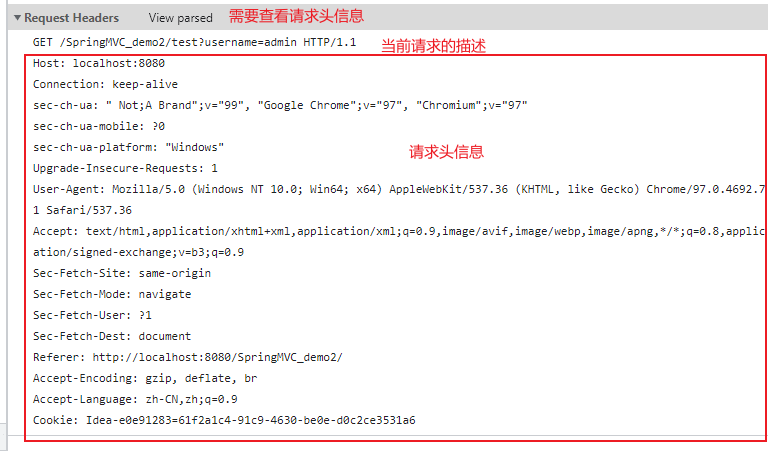 Request Headers View parsed 需要查看请求头信息
GET /SpringMVC_demo2/test?username=admin HTTP/1.1 当前请求的描述
Host: localhost:8080
Connection: keep-alive
sec-ch-ua: " Not;A Brand";v="99", "Google Chrome";v="97", "Chromium";v="97"
sec-ch-ua-mobile: ?0
sec-ch-ua-platform: "Windows"
请求头信息
Upgrade-Insecure-Requests: 1
User-Agent: Mozilla/5.0 (Windows NT 10.0; Win64; x64) AppleWebKit/537.36 (KHTML, like Gecko) Chrome/97.0.4692.7
1 Safari/537.36
Accept: text/html,application/xhtml+xml,application/xml;q=0.9,image/avif,image/webp,image/apng,*/*;q=0.8,applic
ation/signed-exchange;v=b3;q=0.9
Sec-Fetch-Site: same-origin
Sec-Fetch-Mode: navigate
Sec-Fetch-User: ?1
Sec-Fetch-Dest: document
Referer: http://localhost:8080/SpringMVC_demo2/
Accept-Encoding: gzip, deflate, br
Accept-Language: zh-CN,zh;q=0.9
Cookie: Idea-e0e91283=61f2a1c4-91c9-4630-be0e-d0c2ce3531a6